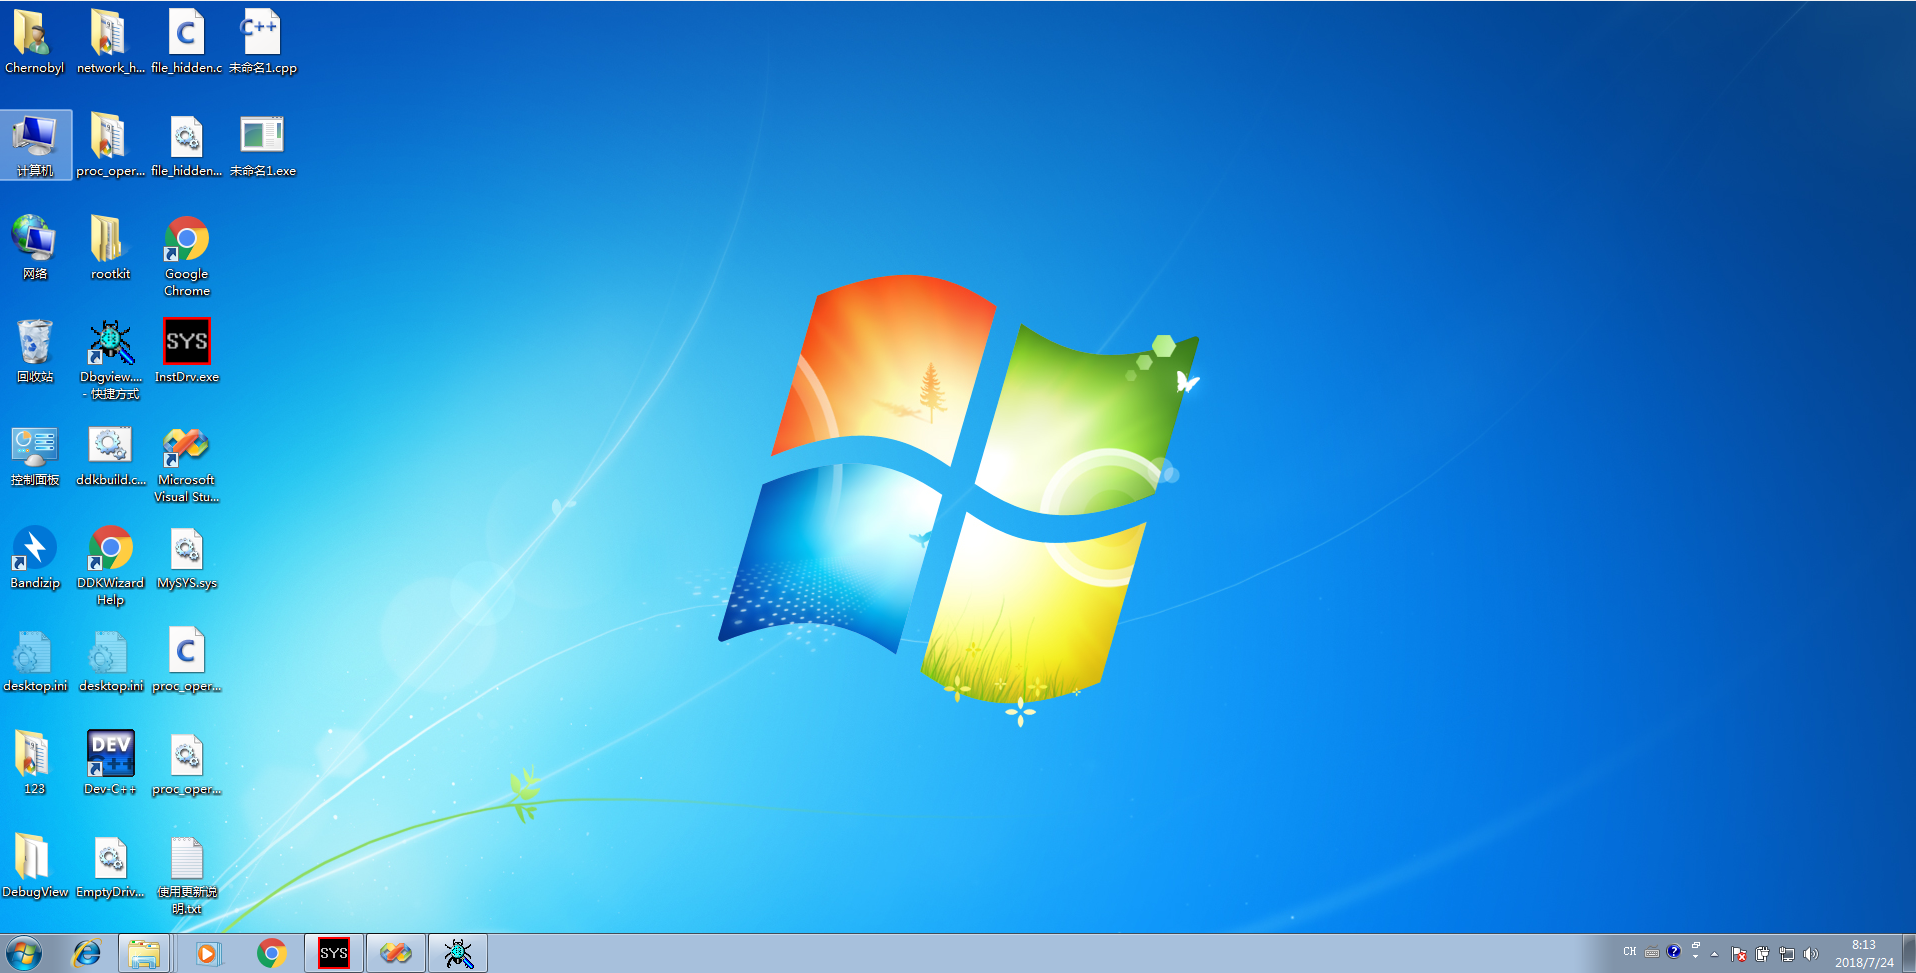 Chernobyl
network_h...
file_hidden.c
未命名1.cpp
计算机
proc_oper...
file_hidden...
未命名1.exe
网络
rootkit
Google
Chrome
回收站
Dbgview....
- 快捷方式
SYS
InstDrv.exe
控制面板
ddkbuild.c...
Microsoft
Visual Stu...
Bandizip
DDKWizard
Help
MySYS.sys
desktop.ini
desktop.ini
C
proc_oper...
123
DEV
C++
Dev-C++
proc_oper...
DebugView
EmptyDriv...
使用更新说
明.txt
C
C++
SYS
CH
8:13
2018/7/24